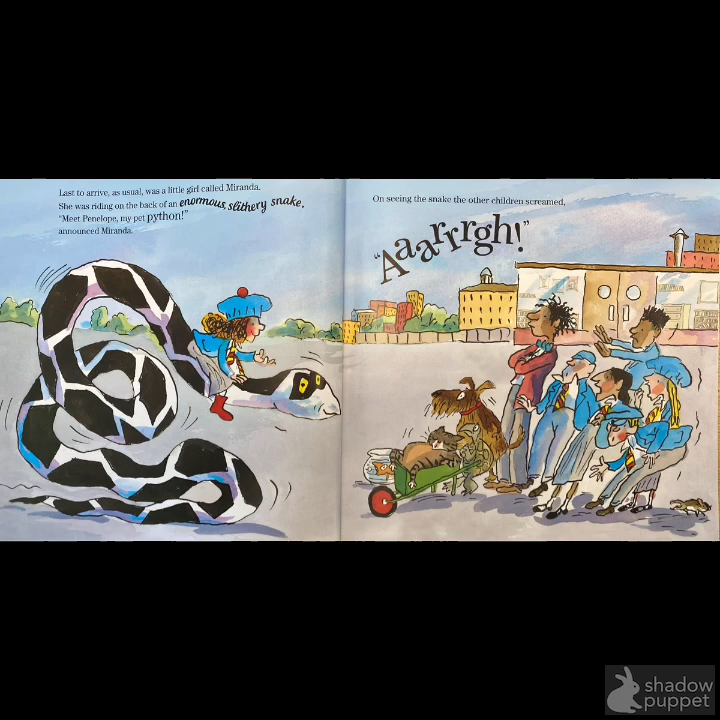 Last to arrive, as usual, was a little girl called Miranda.
She was riding on the back of an enormous, slithery snake.
"Meet Penelope, my pet python!"
announced Miranda.
On seeing the snake the other children screamed,
"Aaarrrrgh!"
shadow
puppet